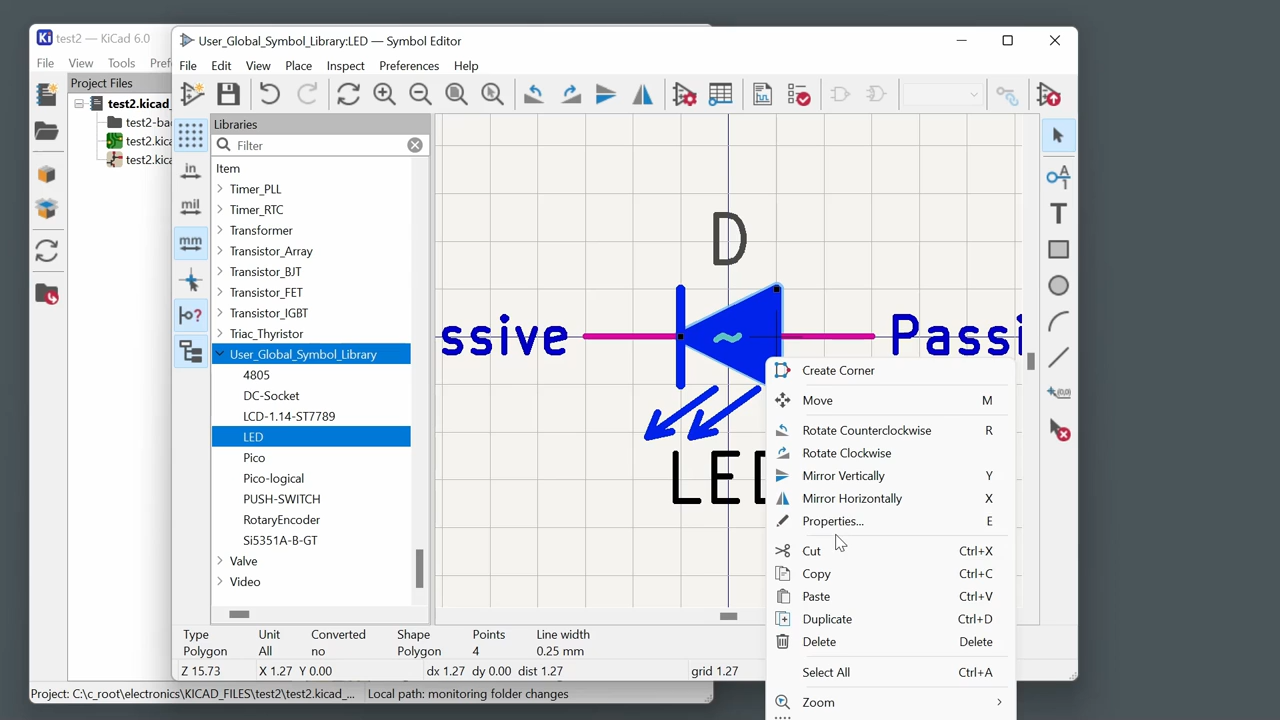 test2 — KiCad 6.0
File View Tools
Project Files
test2.kicad_
test2-ba
test2.kica
test2.kica
User_Global_Symbol_Library:LED — Symbol Editor
File Edit View Place Inspect Preferences Help
in
mil
mm
Libraries
Filter
Item
Timer_PLL
Timer_RTC
Transformer
Transistor_Array
Transistor_BJT
Transistor_FET
Transistor_IGBT
Triac_Thyristor
User_Global_Symbol_Library
4805
DC-Socket
LCD-1.14-ST7789
LED
Pico
Pico-logical
PUSH-SWITCH
RotaryEncoder
Si5351A-B-GT
Valve
Video
D
ssive
~
Passi
LED
A
1
T
(0,0)
Create Corner
Move M
Rotate Counterclockwise R
Rotate Clockwise
Mirror Vertically Y
Mirror Horizontally X
Properties... E
Cut Ctrl+X
Copy Ctrl+C
Paste Ctrl+V
Duplicate Ctrl+D
Delete Delete
Select All Ctrl+A
Zoom
Type Unit Converted Shape Points Line width
Polygon All no Polygon 4 0.25 mm
Z 15.73 X 1.27 Y 0.00 dx 1.27 dy 0.00 dist 1.27 grid 1.27
Project: C:\c_root\electronics\KICAD_FILES\test2\test2.kicad_... Local path: monitoring folder changes